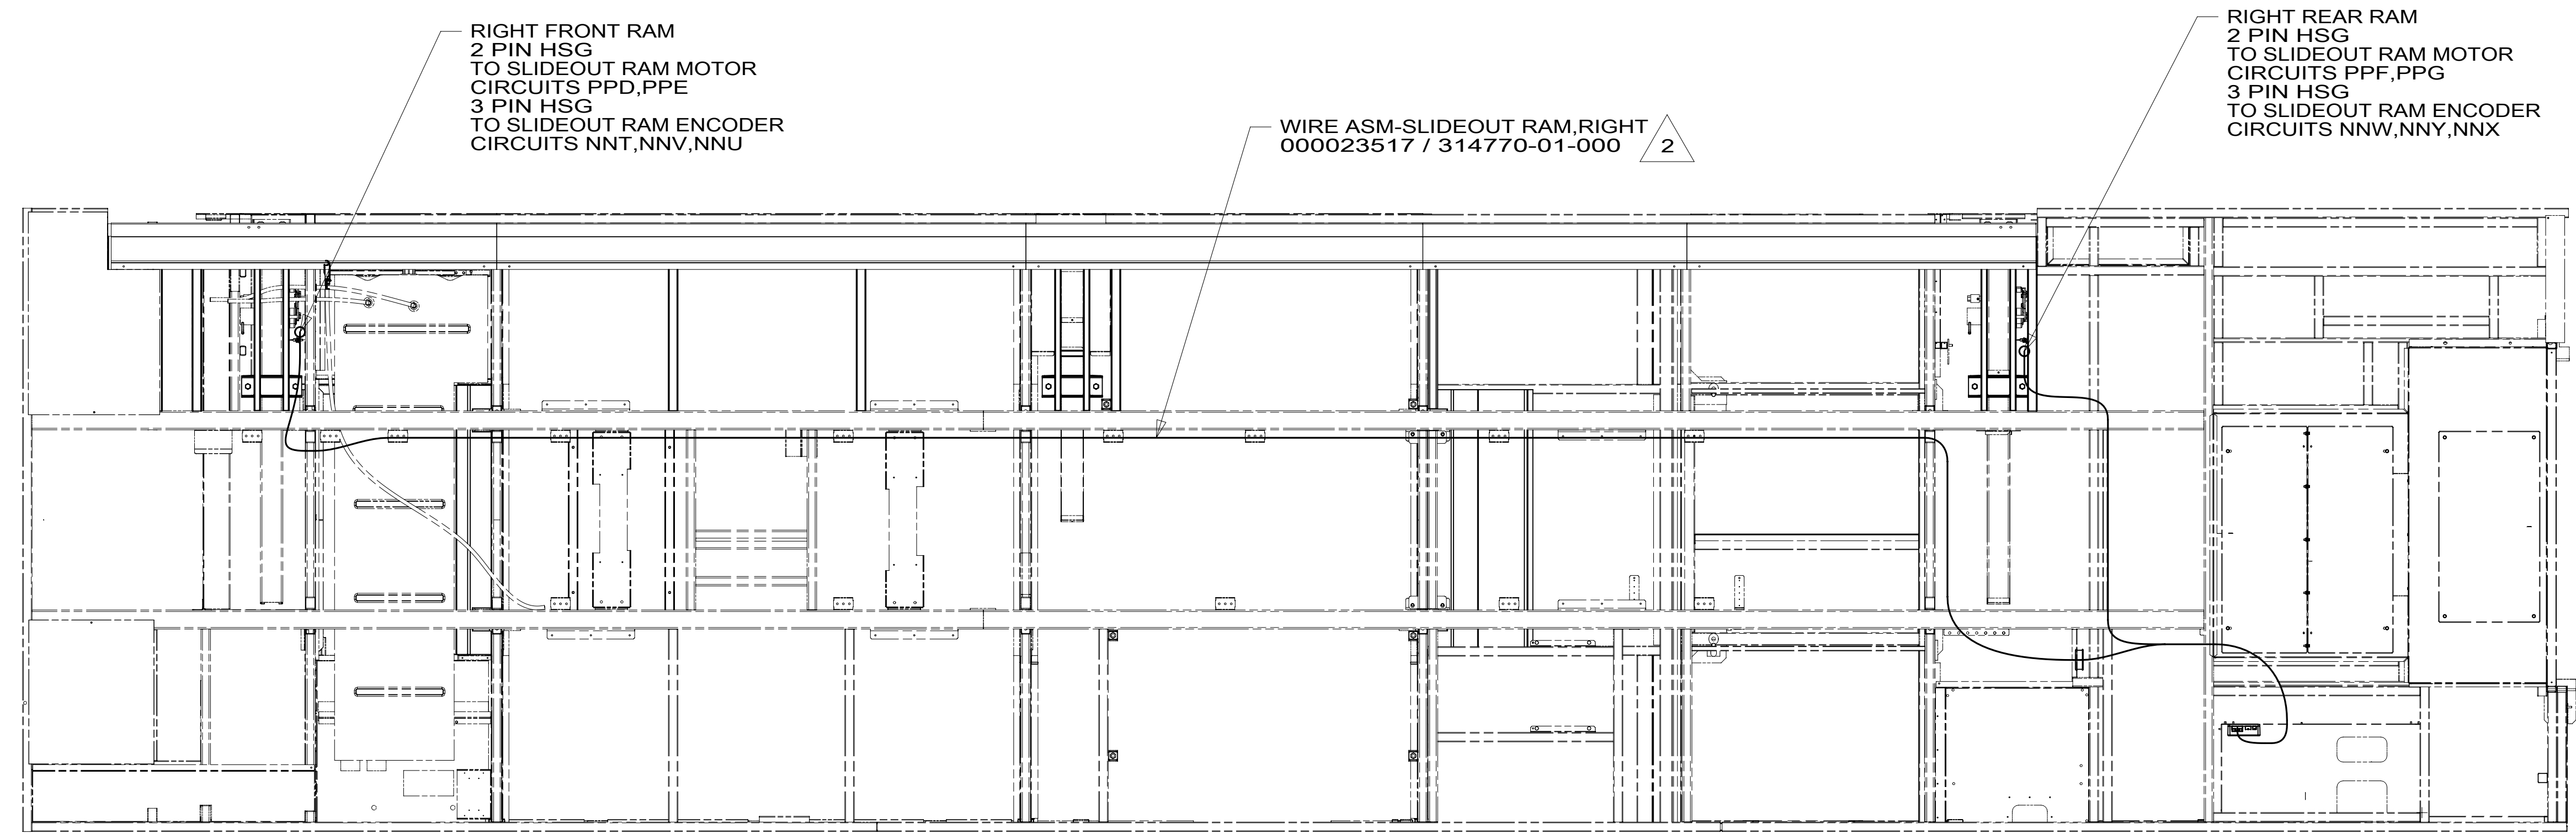 RIGHT FRONT RAM
2 PIN HSG
TO SLIDEOUT RAM MOTOR
CIRCUITS PPD,PPE
3 PIN HSG
TO SLIDEOUT RAM ENCODER
CIRCUITS NNT,NNV,NNU
WIRE ASM-SLIDEOUT RAM,RIGHT
000023517 / 314770-01-000 2
RIGHT REAR RAM
2 PIN HSG
TO SLIDEOUT RAM MOTOR
CIRCUITS PPF,PPG
3 PIN HSG
TO SLIDEOUT RAM ENCODER
CIRCUITS NNW,NNY,NNX